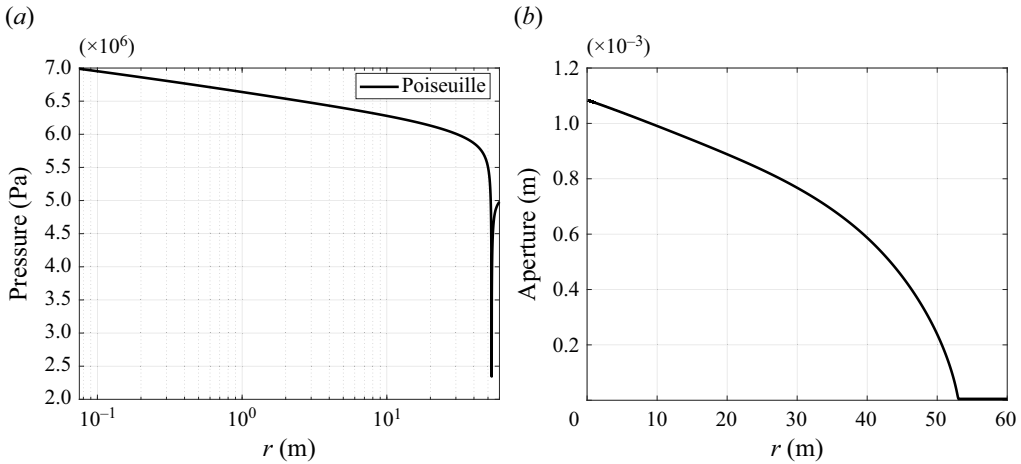 (a)
(×10⁶)
7.0
6.5
6.0
5.5
5.0
4.5
4.0
3.5
3.0
2.5
2.0
Pressure (Pa)
Poiseuille
10⁻¹ 10⁰ 10¹
r (m)
(b)
(×10⁻³)
1.2
1.0
0.8
0.6
0.4
0.2
Aperture (m)
0 10 20 30 40 50 60
r (m)